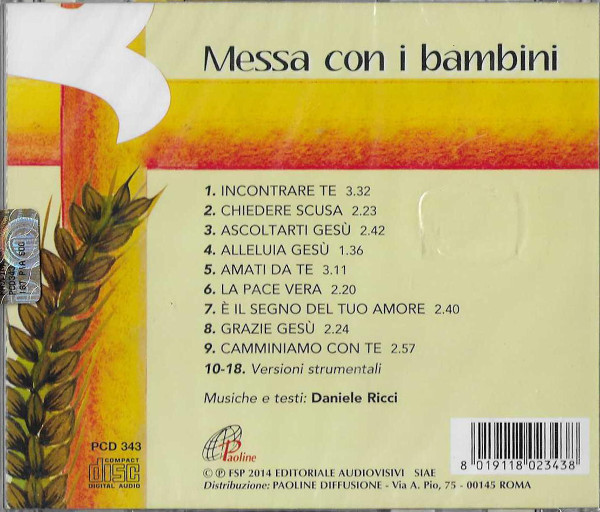 Messa con i bambini
1. INCONTRARE TE 3.32
2. CHIEDERE SCUSA 2.23
3. ASCOLTARTI GESÙ 2.42
4. ALLELUIA GESÙ 1.36
5. AMATI DA TE 3.11
6. LA PACE VERA 2.20
7. È IL SEGNO DEL TUO AMORE 2.40
8. GRAZIE GESÙ 2.24
9. CAMMINIAMO CON TE 2.57
10-18. Versioni strumentali
Musiche e testi: Daniele Ricci
PCD 343
COMPACT
disc
DIGITAL AUDIO
Paoline
8 019118 023438
© ℗ FSP 2014 EDITORIALE AUDIOVISIVI SIAE
Distribuzione: PAOLINE DIFFUSIONE - Via A. Pio, 75 - 00145 ROMA
PCD343